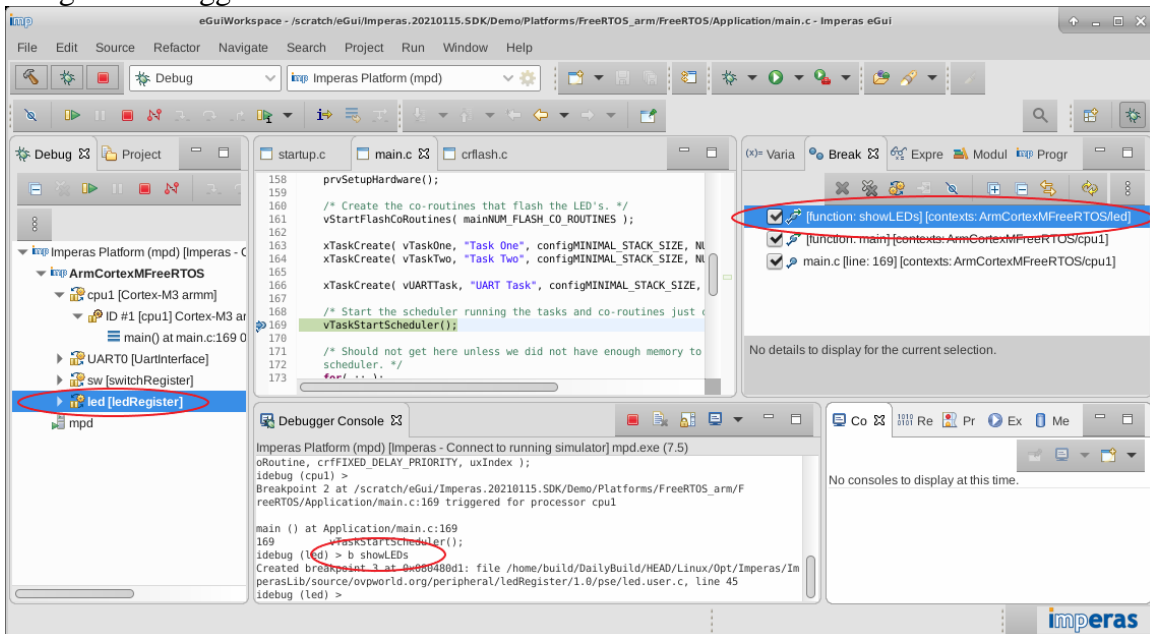 imp
eGuiWorkspace - /scratch/eGui/Imperas.20210115.SDK/Demo/Platforms/FreeRTOS_arm/FreeRTOS/Application/main.c - Imperas eGui
File Edit Source Refactor Navigate Search Project Run Window Help
Debug
imp Imperas Platform (mpd)
Debug Project
imp Imperas Platform (mpd) [Imperas - C
imp ArmCortexMFreeRTOS
cpu1 [Cortex-M3 armm]
ID #1 [cpu1] Cortex-M3 ar
main() at main.c:169 0
UART0 [UartInterface]
sw [switchRegister]
led [ledRegister]
mpd
startup.c main.c crflash.c
158 prvSetupHardware();
159
160 /* Create the co-routines that flash the LED's. */
161 vStartFlashCoRoutines( mainNUM_FLASH_CO_ROUTINES );
162
163 xTaskCreate( vTaskOne, "Task One", configMINIMAL_STACK_SIZE, NU
164 xTaskCreate( vTaskTwo, "Task Two", configMINIMAL_STACK_SIZE, NU
165
166 xTaskCreate( vUARTTask, "UART Task", configMINIMAL_STACK_SIZE,
167
168 /* Start the scheduler running the tasks and co-routines just c
169 vTaskStartScheduler();
170
171 /* Should not get here unless we did not have enough memory to
172 scheduler. */
173 for( ;; );
(x)= Varia Break Expre Modul imp Progr
[function: showLEDs] [contexts: ArmCortexMFreeRTOS/led]
[function: main] [contexts: ArmCortexMFreeRTOS/cpu1]
main.c [line: 169] [contexts: ArmCortexMFreeRTOS/cpu1]
No details to display for the current selection.
Debugger Console
Imperas Platform (mpd) [Imperas - Connect to running simulator] mpd.exe (7.5)
oRoutine, crfFIXED_DELAY_PRIORITY, uxIndex );
idebug (cpu1) >
Breakpoint 2 at /scratch/eGui/Imperas.20210115.SDK/Demo/Platforms/FreeRTOS_arm/F
reeRTOS/Application/main.c:169 triggered for processor cpu1
main () at Application/main.c:169
169 vTaskStartScheduler();
idebug (led) > b showLEDs
Created breakpoint 3 at 0x080480d1: file /home/build/DailyBuild/HEAD/Linux/Opt/Imperas/Im
perasLib/source/ovpworld.org/peripheral/ledRegister/1.0/pse/led.user.c, line 45
idebug (led) >
Co Re Pr Ex Me
No consoles to display at this time.
imperas